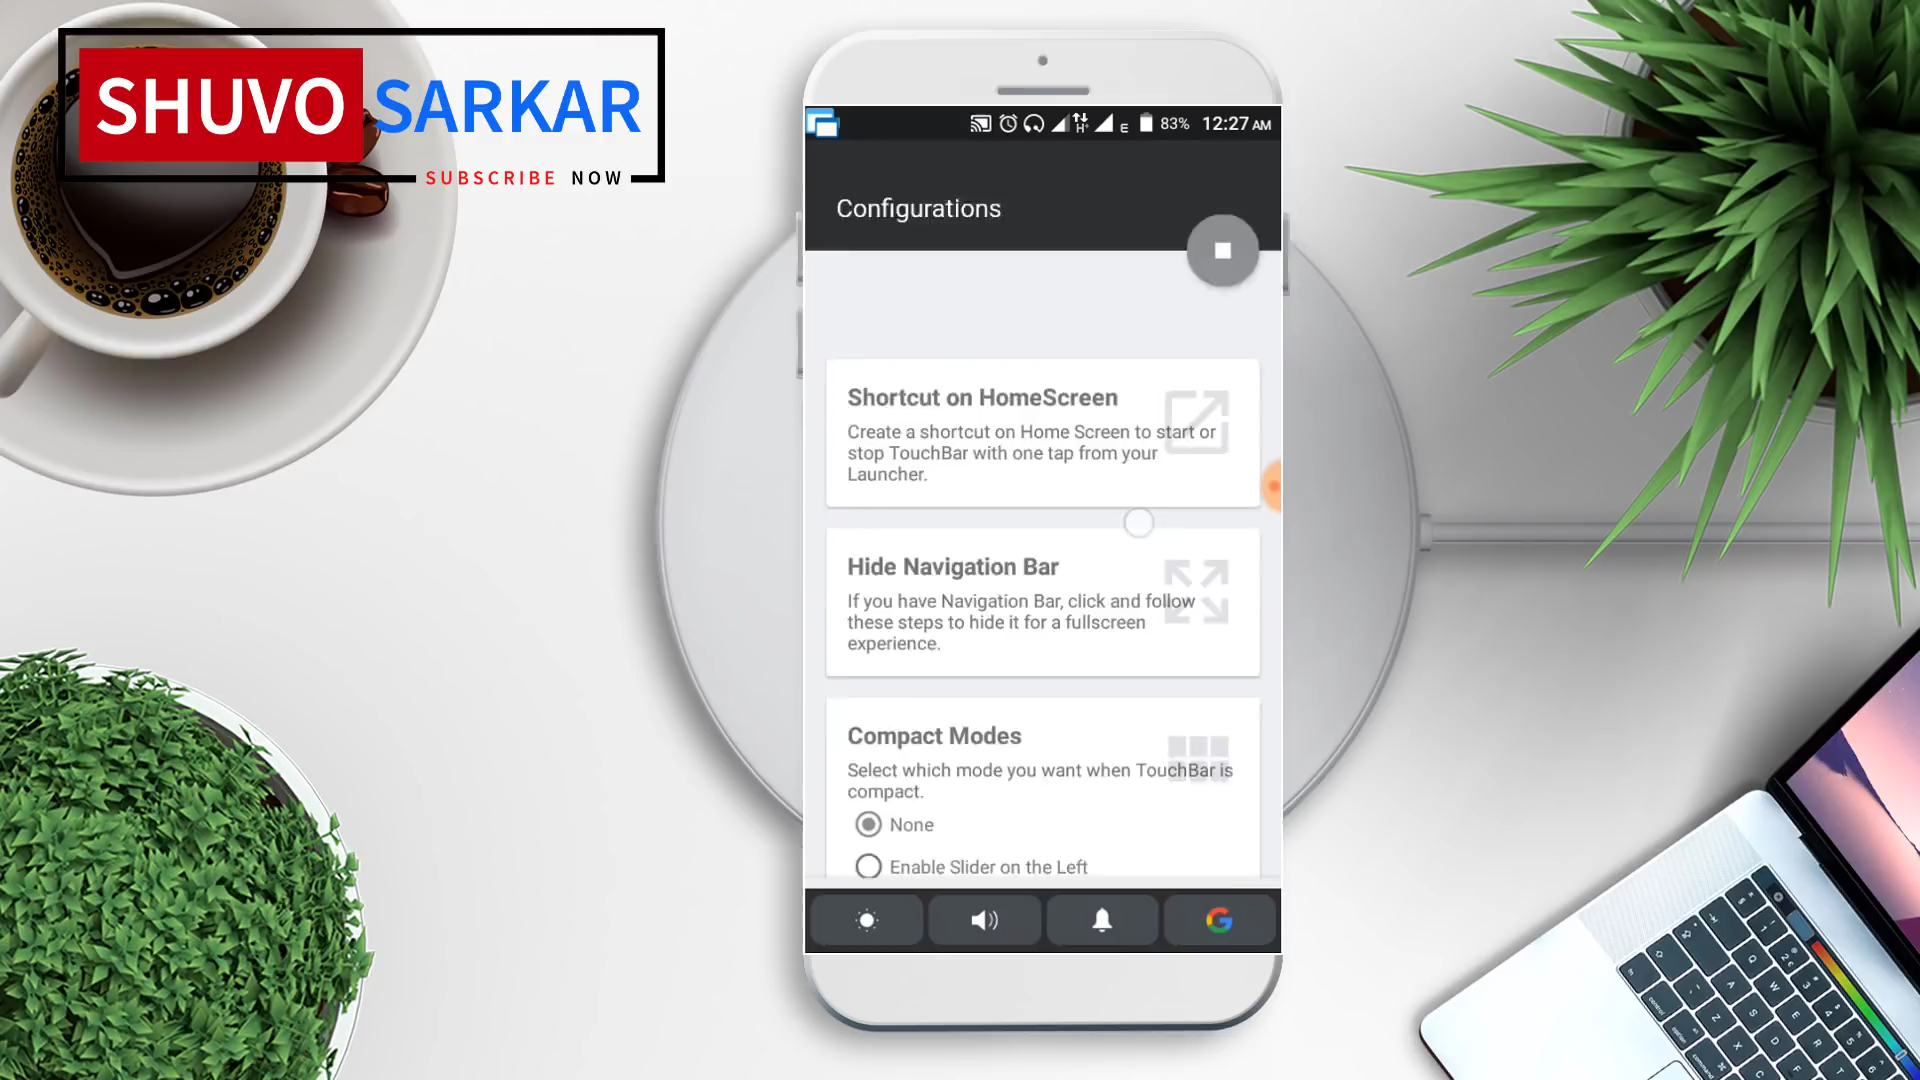 SHUVO SARKAR
SUBSCRIBE NOW
H+ E 83% 12:27 AM
Configurations
Shortcut on HomeScreen
Create a shortcut on Home Screen to start or
stop TouchBar with one tap from your
Launcher.
Hide Navigation Bar
If you have Navigation Bar, click and follow
these steps to hide it for a fullscreen
experience.
Compact Modes
Select which mode you want when TouchBar is
compact.
None
Enable Slider on the Left